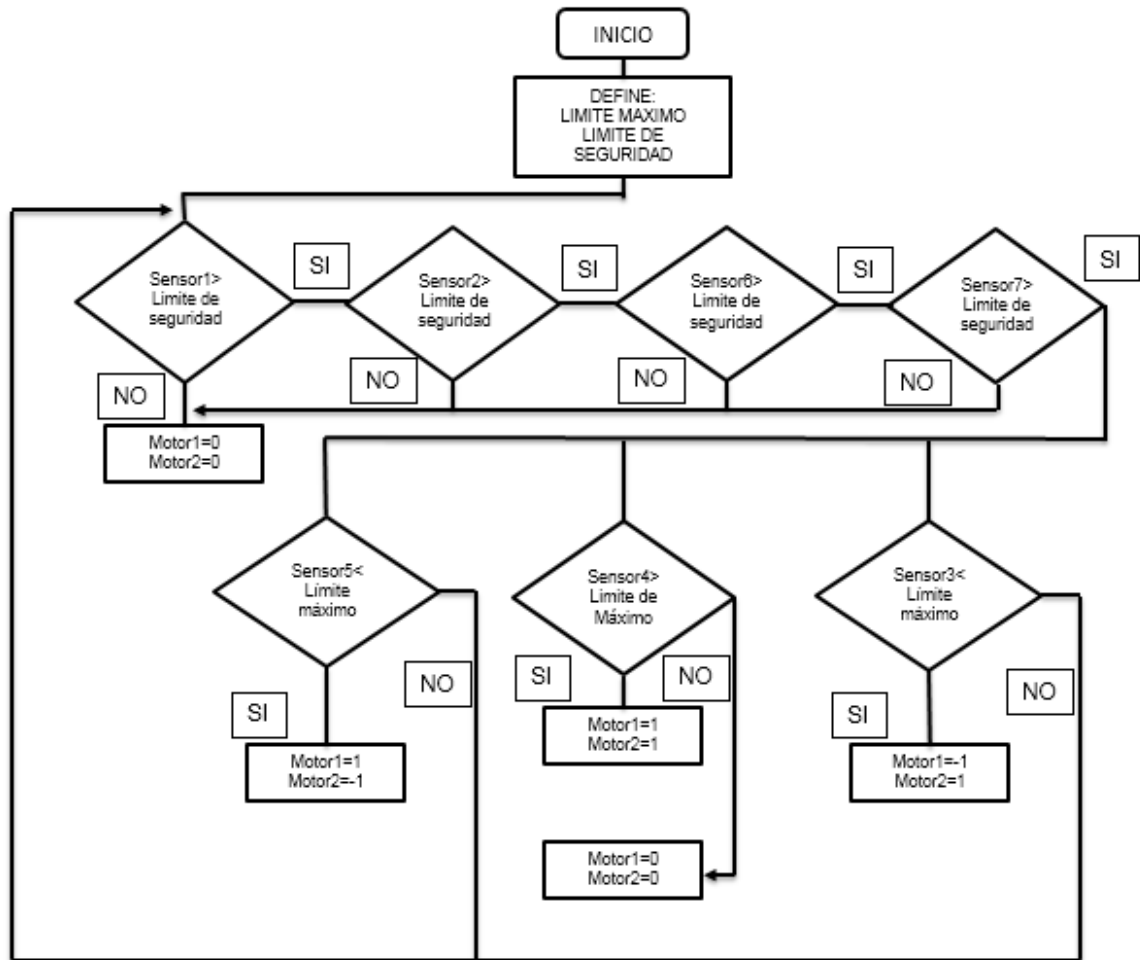 INICIO
DEFINE:
LIMITE MAXIMO
LIMITE DE
SEGURIDAD
Sensor1>
Limite de
seguridad
SI
Sensor2>
Limite de
seguridad
SI
Sensor6>
Limite de
seguridad
SI
Sensor7>
Limite de
seguridad
SI
NO
NO
NO
NO
Motor1=0
Motor2=0
Sensor5<
Límite
máximo
SI
NO
Motor1=1
Motor2=-1
Sensor4>
Limite de
Máximo
SI
NO
Motor1=1
Motor2=1
Motor1=0
Motor2=0
Sensor3<
Límite
máximo
SI
NO
Motor1=-1
Motor2=1